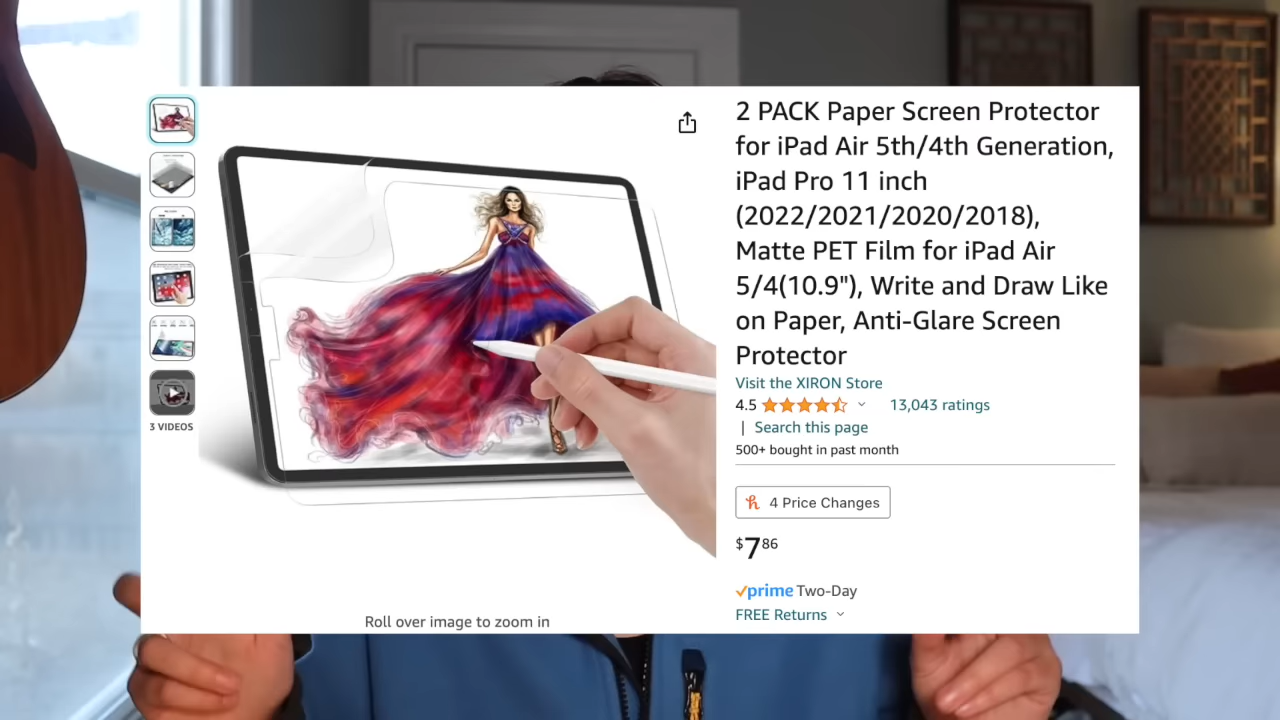 2 PACK Paper Screen Protector
for iPad Air 5th/4th Generation,
iPad Pro 11 inch
(2022/2021/2020/2018),
Matte PET Film for iPad Air
5/4(10.9"), Write and Draw Like
on Paper, Anti-Glare Screen
Protector
Visit the XIRON Store
4.5 13,043 ratings
| Search this page
500+ bought in past month
4 Price Changes
$786
prime Two-Day
FREE Returns
3 VIDEOS
Roll over image to zoom in